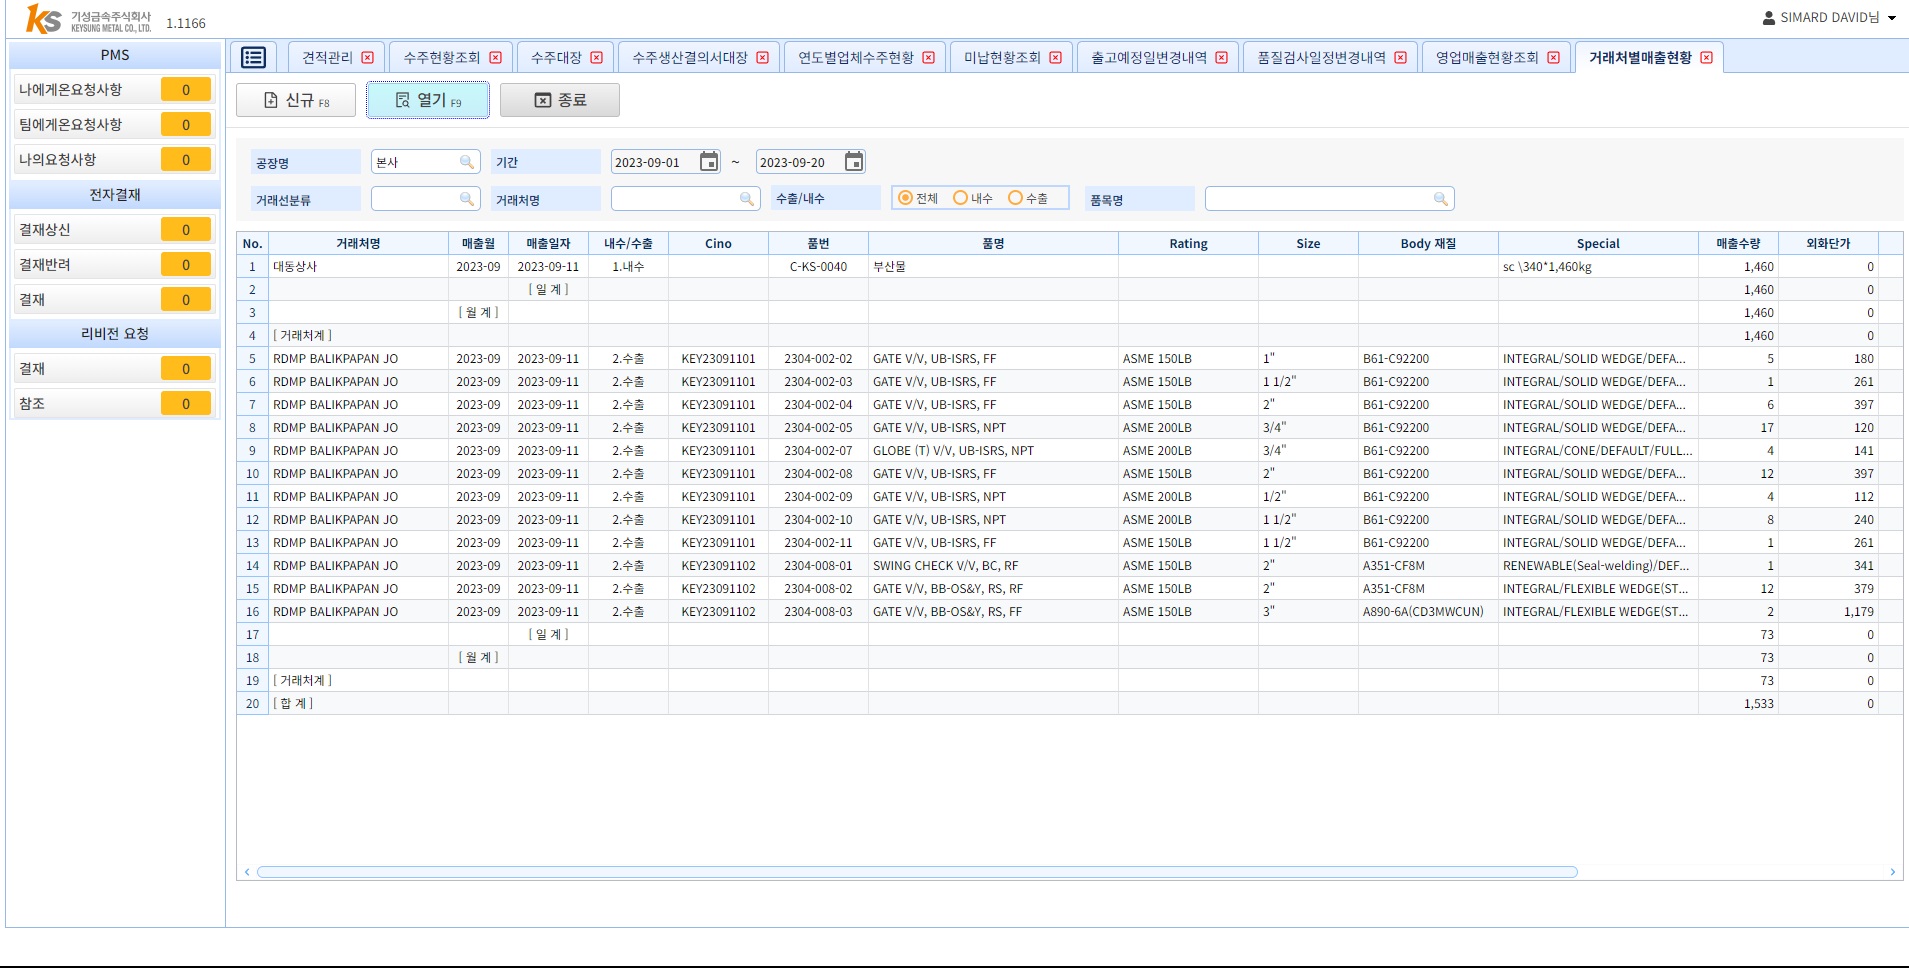 KS 기성금속주식회사 KEYSUNG METAL CO., LTD. 1.1166 SIMARD DAVID님
PMS
나에게온요청사항 0
팀에게온요청사항 0
나의요청사항 0
전자결재
결재상신 0
결재반려 0
결재 0
리비전 요청
결재 0
참조 0
견적관리 수주현황조회 수주대장 수주생산결의서대장 연도별업체수주현황 미납현황조회 출고예정일변경내역 품질검사일정변경내역 영업매출현황조회 거래처별매출현황
신규 F8 열기 F9 종료
공장명 본사 기간 2023-09-01 ~ 2023-09-20
거래선분류 거래처명 수출/내수 전체 내수 수출 품목명
No. 거래처명 매출월 매출일자 내수/수출 Cino 품번 품명 Rating Size Body 재질 Special 매출수량 외화단가
1 대동상사 2023-09 2023-09-11 1.내수 C-KS-0040 부산물 sc \340*1,460kg 1,460 0
2 [ 일 계 ] 1,460 0
3 [ 월 계 ] 1,460 0
4 [ 거래처계 ] 1,460 0
5 RDMP BALIKPAPAN JO 2023-09 2023-09-11 2.수출 KEY23091101 2304-002-02 GATE V/V, UB-ISRS, FF ASME 150LB 1" B61-C92200 INTEGRAL/SOLID WEDGE/DEFA... 5 180
6 RDMP BALIKPAPAN JO 2023-09 2023-09-11 2.수출 KEY23091101 2304-002-03 GATE V/V, UB-ISRS, FF ASME 150LB 1 1/2" B61-C92200 INTEGRAL/SOLID WEDGE/DEFA... 1 261
7 RDMP BALIKPAPAN JO 2023-09 2023-09-11 2.수출 KEY23091101 2304-002-04 GATE V/V, UB-ISRS, FF ASME 150LB 2" B61-C92200 INTEGRAL/SOLID WEDGE/DEFA... 6 397
8 RDMP BALIKPAPAN JO 2023-09 2023-09-11 2.수출 KEY23091101 2304-002-05 GATE V/V, UB-ISRS, NPT ASME 200LB 3/4" B61-C92200 INTEGRAL/SOLID WEDGE/DEFA... 17 120
9 RDMP BALIKPAPAN JO 2023-09 2023-09-11 2.수출 KEY23091101 2304-002-07 GLOBE (T) V/V, UB-ISRS, NPT ASME 200LB 3/4" B61-C92200 INTEGRAL/CONE/DEFAULT/FULL... 4 141
10 RDMP BALIKPAPAN JO 2023-09 2023-09-11 2.수출 KEY23091101 2304-002-08 GATE V/V, UB-ISRS, FF ASME 150LB 2" B61-C92200 INTEGRAL/SOLID WEDGE/DEFA... 12 397
11 RDMP BALIKPAPAN JO 2023-09 2023-09-11 2.수출 KEY23091101 2304-002-09 GATE V/V, UB-ISRS, NPT ASME 200LB 1/2" B61-C92200 INTEGRAL/SOLID WEDGE/DEFA... 4 112
12 RDMP BALIKPAPAN JO 2023-09 2023-09-11 2.수출 KEY23091101 2304-002-10 GATE V/V, UB-ISRS, NPT ASME 200LB 1 1/2" B61-C92200 INTEGRAL/SOLID WEDGE/DEFA... 8 240
13 RDMP BALIKPAPAN JO 2023-09 2023-09-11 2.수출 KEY23091101 2304-002-11 GATE V/V, UB-ISRS, FF ASME 150LB 1 1/2" B61-C92200 INTEGRAL/SOLID WEDGE/DEFA... 1 261
14 RDMP BALIKPAPAN JO 2023-09 2023-09-11 2.수출 KEY23091102 2304-008-01 SWING CHECK V/V, BC, RF ASME 150LB 2" A351-CF8M RENEWABLE(Seal-welding)/DEF... 1 341
15 RDMP BALIKPAPAN JO 2023-09 2023-09-11 2.수출 KEY23091102 2304-008-02 GATE V/V, BB-OS&Y, RS, RF ASME 150LB 2" A351-CF8M INTEGRAL/FLEXIBLE WEDGE(ST... 12 379
16 RDMP BALIKPAPAN JO 2023-09 2023-09-11 2.수출 KEY23091102 2304-008-03 GATE V/V, BB-OS&Y, RS, FF ASME 150LB 3" A890-6A(CD3MWCUN) INTEGRAL/FLEXIBLE WEDGE(ST... 2 1,179
17 [ 일 계 ] 73 0
18 [ 월 계 ] 73 0
19 [ 거래처계 ] 73 0
20 [ 합 계 ] 1,533 0